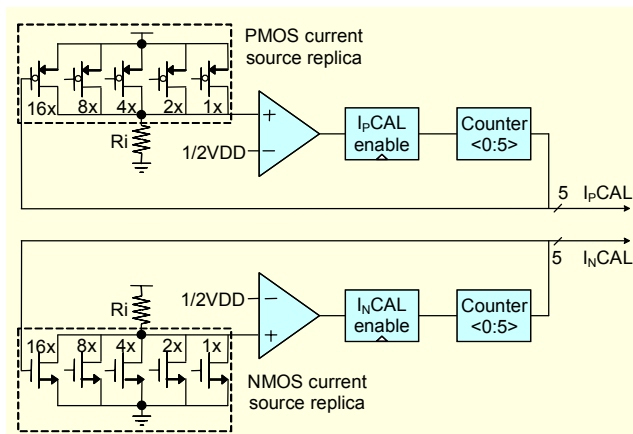 PMOS current
source replica
16x 8x 4x 2x 1x
Ri
1/2VDD
+
−
IPCAL
enable
Counter
<0:5>
5 IPCAL
5 INCAL
Ri
1/2VDD
−
+
INCAL
enable
Counter
<0:5>
16x 8x 4x 2x 1x
NMOS current
source replica